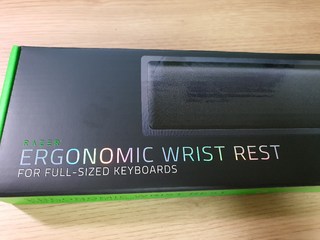 RAZER
ERGONOMIC WRIST REST
FOR FULL-SIZED KEYBOARDS